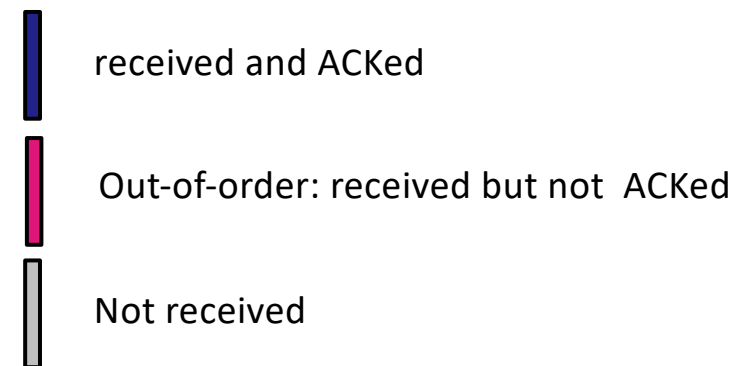 received and ACKed
Out-of-order: received but not ACKed
Not received